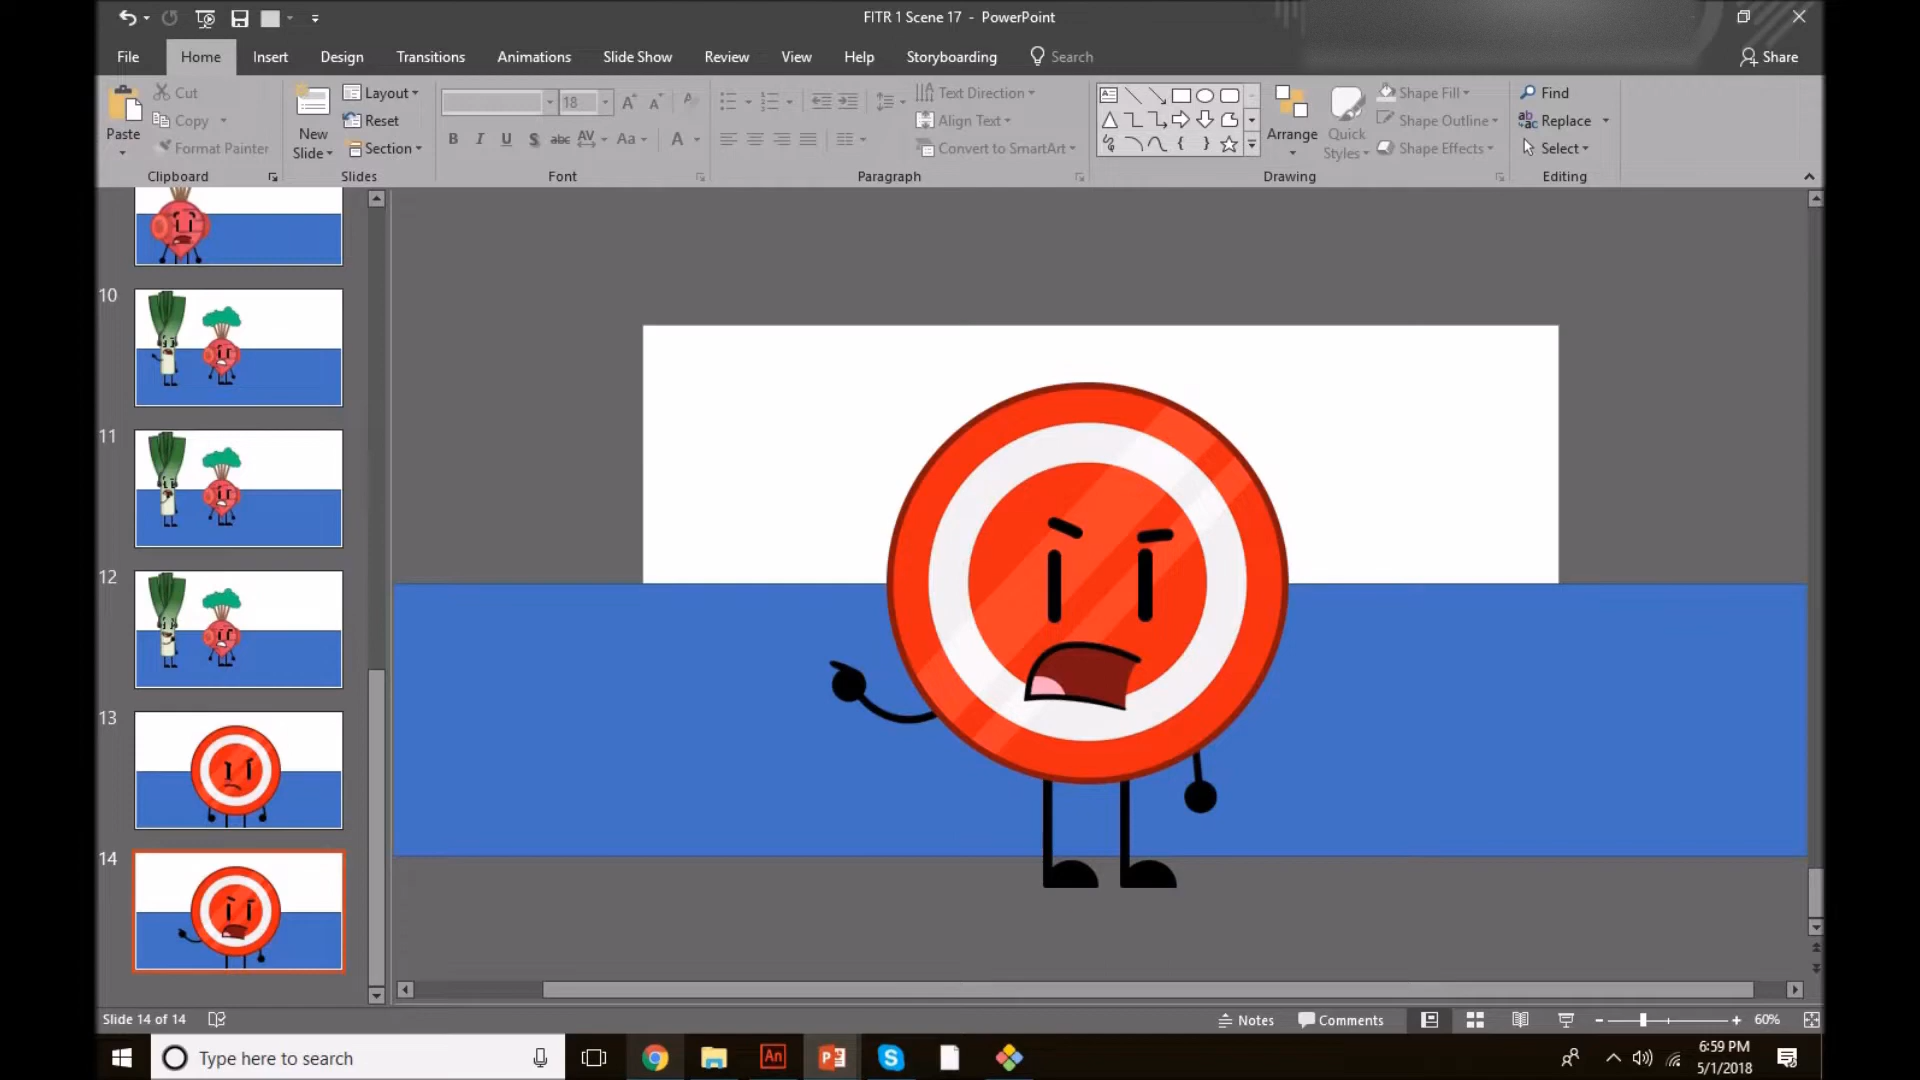 FITR 1 Scene 17 - PowerPoint
File Home Insert Design Transitions Animations Slide Show Review View Help Storyboarding Search Share
Paste
Cut
Copy
Format Painter
Clipboard
New
Slide
Layout
Reset
Section
Slides
18
B I U S abc AV Aa A
Font
Text Direction
Align Text
Convert to SmartArt
Paragraph
Arrange
Quick
Styles
Shape Fill
Shape Outline
Shape Effects
Drawing
Find
Replace
Select
Editing
10
11
12
13
14
Slide 14 of 14
Notes Comments 60%
Type here to search
An
6:59 PM
5/1/2018